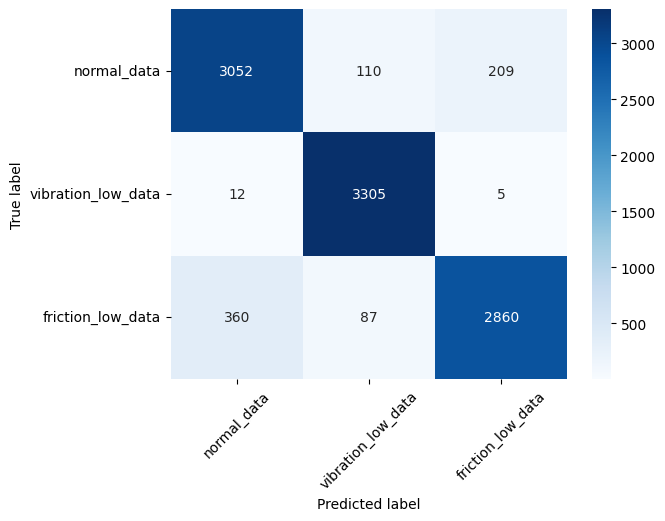 normal_data 3052 110 209
vibration_low_data 12 3305 5
friction_low_data 360 87 2860
True label
normal_data vibration_low_data friction_low_data
Predicted label
3000
2500
2000
1500
1000
500